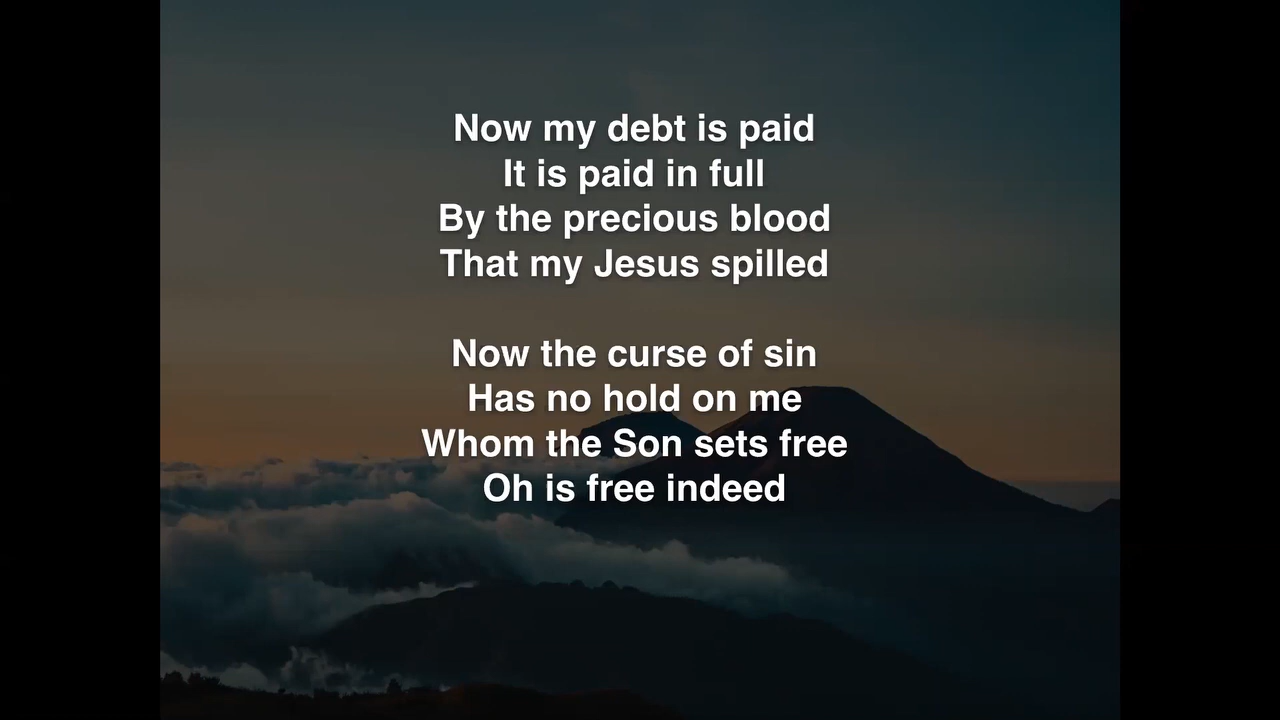 Now my debt is paid
It is paid in full
By the precious blood
That my Jesus spilled
Now the curse of sin
Has no hold on me
Whom the Son sets free
Oh is free indeed